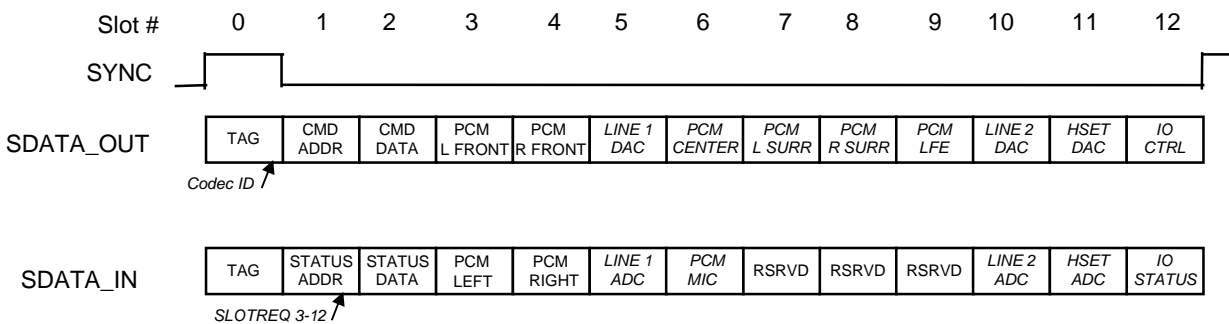 Slot # 0 1 2 3 4 5 6 7 8 9 10 11 12
SYNC
SDATA_OUT
TAG
CMD
ADDR
CMD
DATA
PCM
L FRONT
PCM
R FRONT
LINE 1
DAC
PCM
CENTER
PCM
L SURR
PCM
R SURR
PCM
LFE
LINE 2
DAC
HSET
DAC
IO
CTRL
Codec ID
SDATA_IN
TAG
STATUS
ADDR
STATUS
DATA
PCM
LEFT
PCM
RIGHT
LINE 1
ADC
PCM
MIC
RSRVD
RSRVD
RSRVD
LINE 2
ADC
HSET
ADC
IO
STATUS
SLOTREQ 3-12